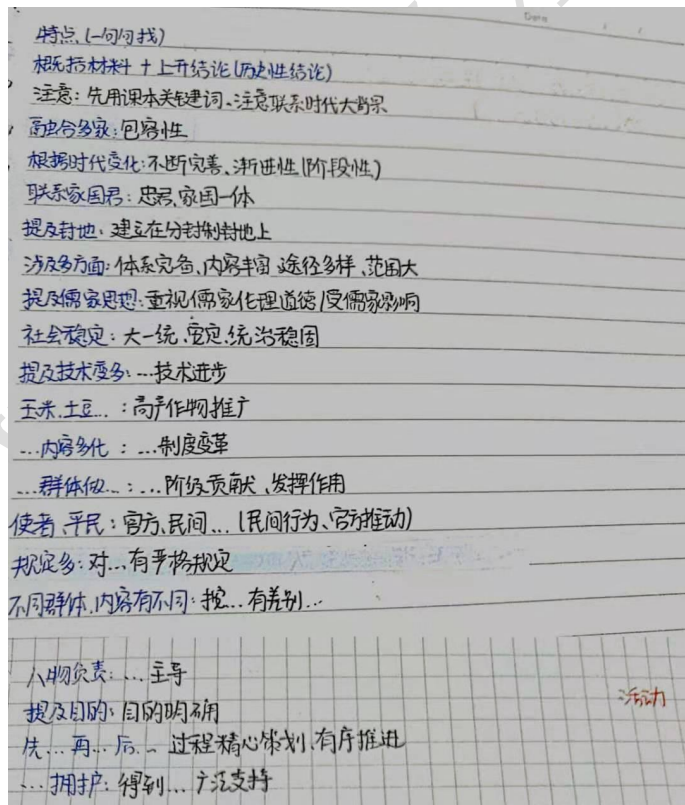 Date
特点(一句句找)
概括材料+上升结论(历史性结论)
注意:先用课本关键词、注意联系时代大背景
融合多家:包容性
根据时代变化:不断完善、渐进性(阶段性)
联系家国君:忠君、家国一体
提及封地:建立在分封制封地上
涉及多方面:体系完备、内容丰富、途径多样、范围大
提及儒家思想:重视儒家伦理道德/受儒家影响
社会稳定:大一统、安定、统治稳固
提及技术变多:…技术进步
玉米、土豆…:高产作物推广
…内容多化:…制度变革
…群体做…:…阶级贡献、发挥作用
使者、平民:官方、民间…(民间行为、官方推动)
规定多:对…有严格规定
不同群体,内容有不同:按…有差别…
人物负责:…主导
活动
提及目的:目的明确
先…再…后… 过程精心策划、有序推进
…拥护:得到…广泛支持